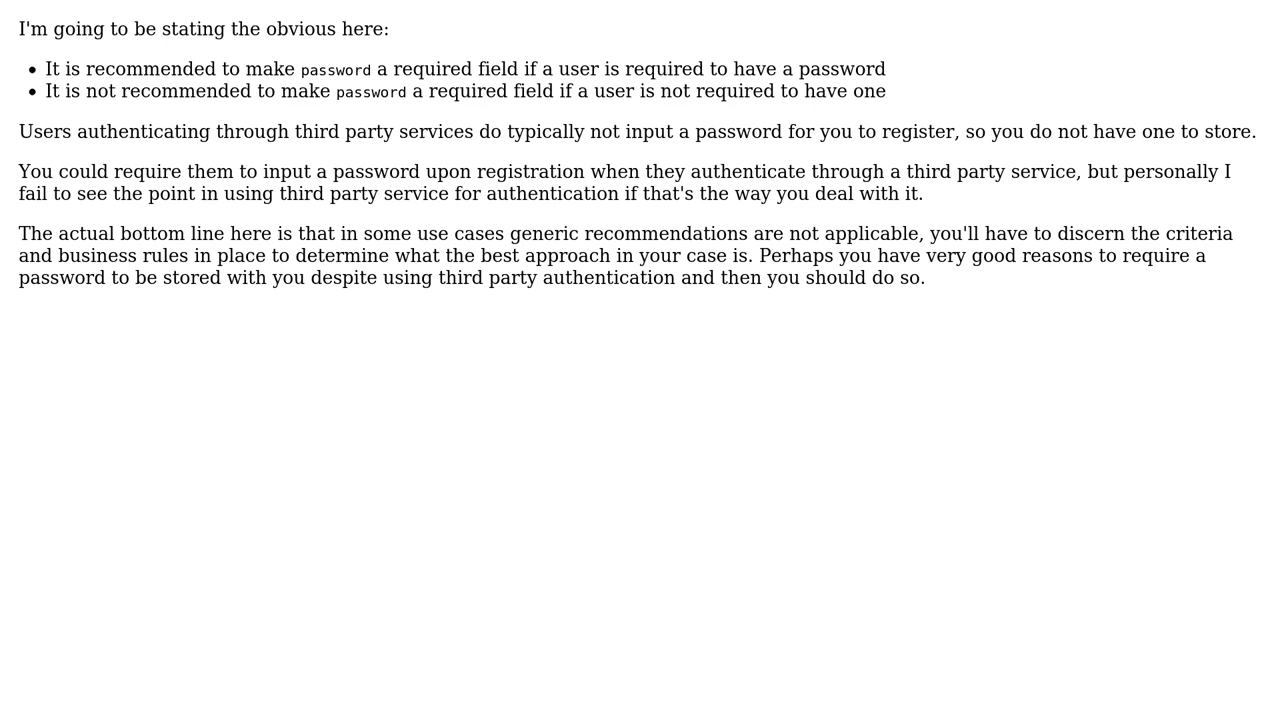 I'm going to be stating the obvious here:
• It is recommended to make password a required field if a user is required to have a password
• It is not recommended to make password a required field if a user is not required to have one
Users authenticating through third party services do typically not input a password for you to register, so you do not have one to store.
You could require them to input a password upon registration when they authenticate through a third party service, but personally I
fail to see the point in using third party service for authentication if that's the way you deal with it.
The actual bottom line here is that in some use cases generic recommendations are not applicable, you'll have to discern the criteria
and business rules in place to determine what the best approach in your case is. Perhaps you have very good reasons to require a
password to be stored with you despite using third party authentication and then you should do so.